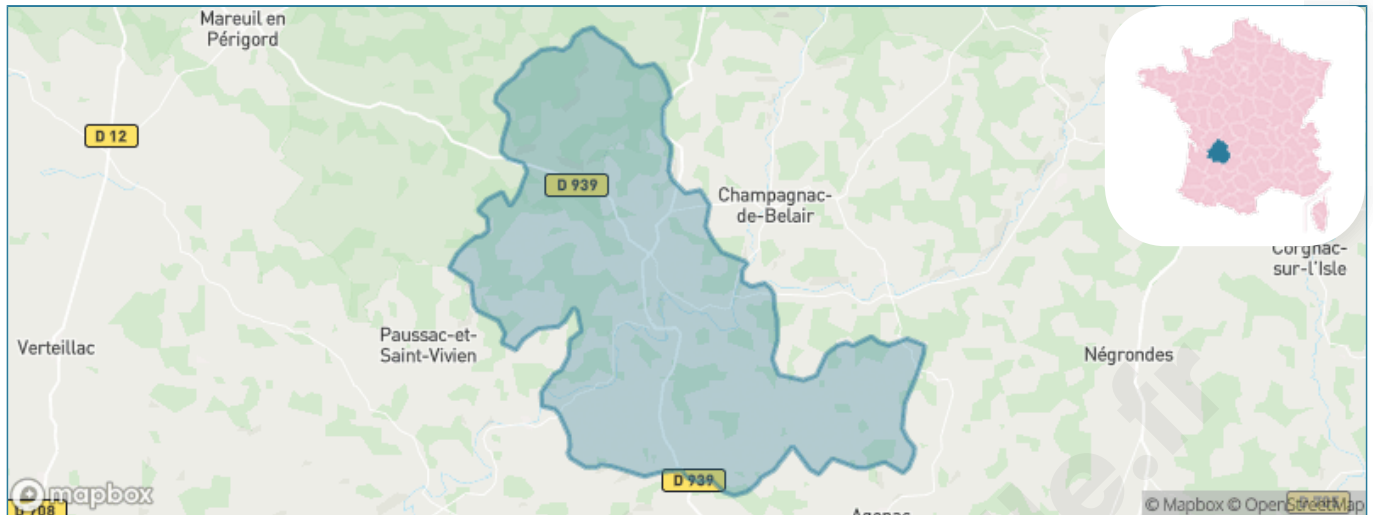 Mareuil en
Périgord
D 12
D 939
Champagnac-
de-Belair
Corgnac-
sur-l'Isle
Paussac-et-
Saint-Vivien
Verteillac
Négrondes
D 939
mapbox
© Mapbox © OpenStreetMap